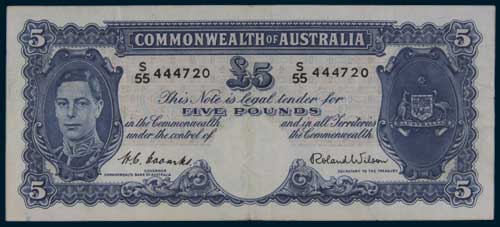 5 COMMONWEALTH OF AUSTRALIA 5
S/55 444720 £5 S/55 444720
This Note is Legal tender for
FIVE POUNDS
in the Commonwealth and in all Territories
under the control of the Commonwealth
H.C. Coombs Roland Wilson
GOVERNOR SECRETARY TO THE TREASURY
COMMONWEALTH BANK OF AUSTRALIA
5 5